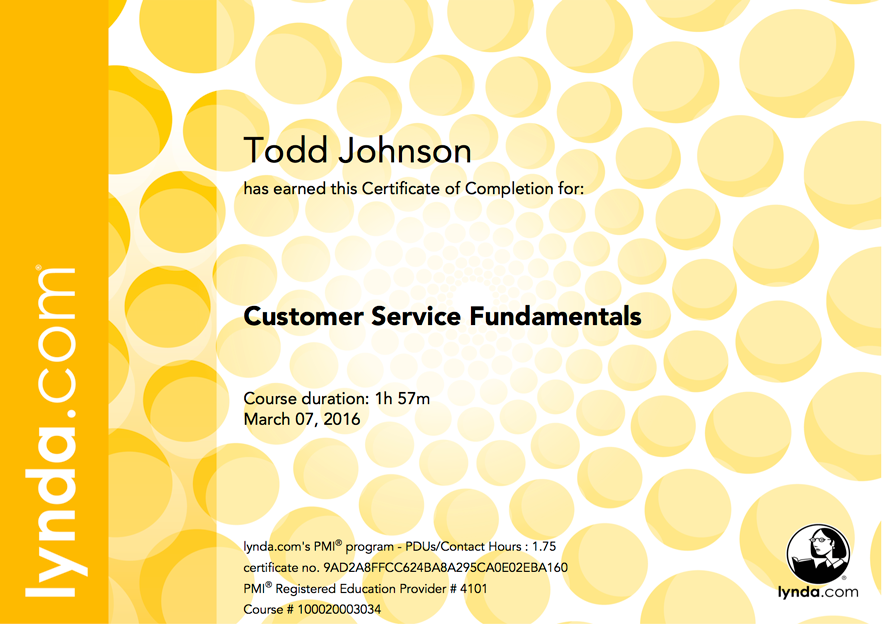 lynda.com®
Todd Johnson
has earned this Certificate of Completion for:
Customer Service Fundamentals
Course duration: 1h 57m
March 07, 2016
lynda.com's PMI® program - PDUs/Contact Hours : 1.75
certificate no. 9AD2A8FFCC624BA8A295CA0E02EBA160
PMI® Registered Education Provider # 4101
Course # 100020003034
®
lynda.com